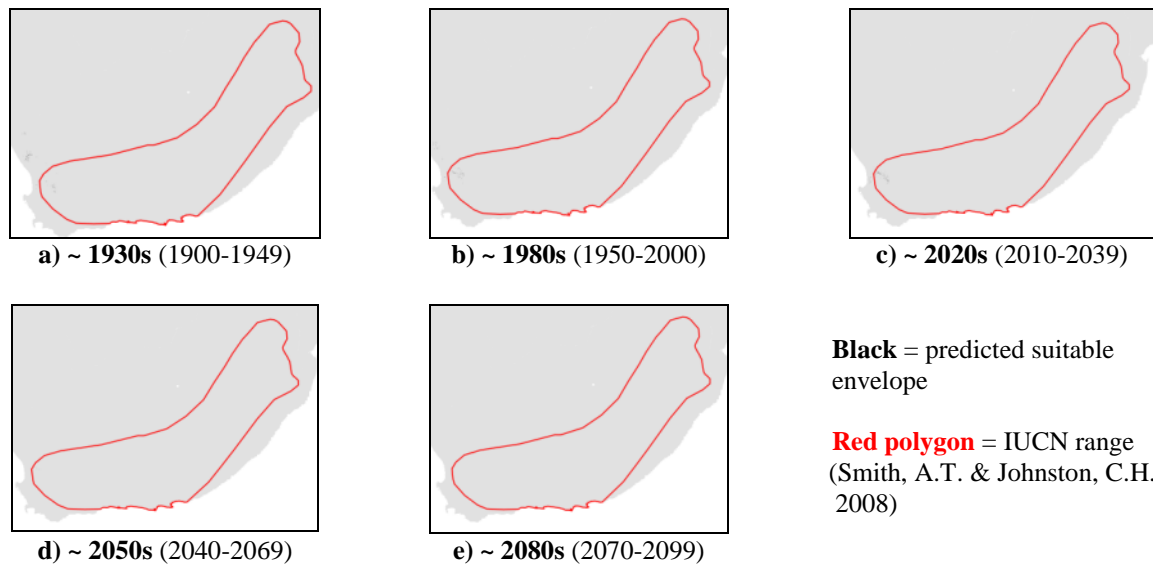 a) ~ 1930s (1900-1949)
b) ~ 1980s (1950-2000)
c) ~ 2020s (2010-2039)
d) ~ 2050s (2040-2069)
e) ~ 2080s (2070-2099)
Black = predicted suitable
envelope
Red polygon = IUCN range
(Smith, A.T. & Johnston, C.H.
2008)